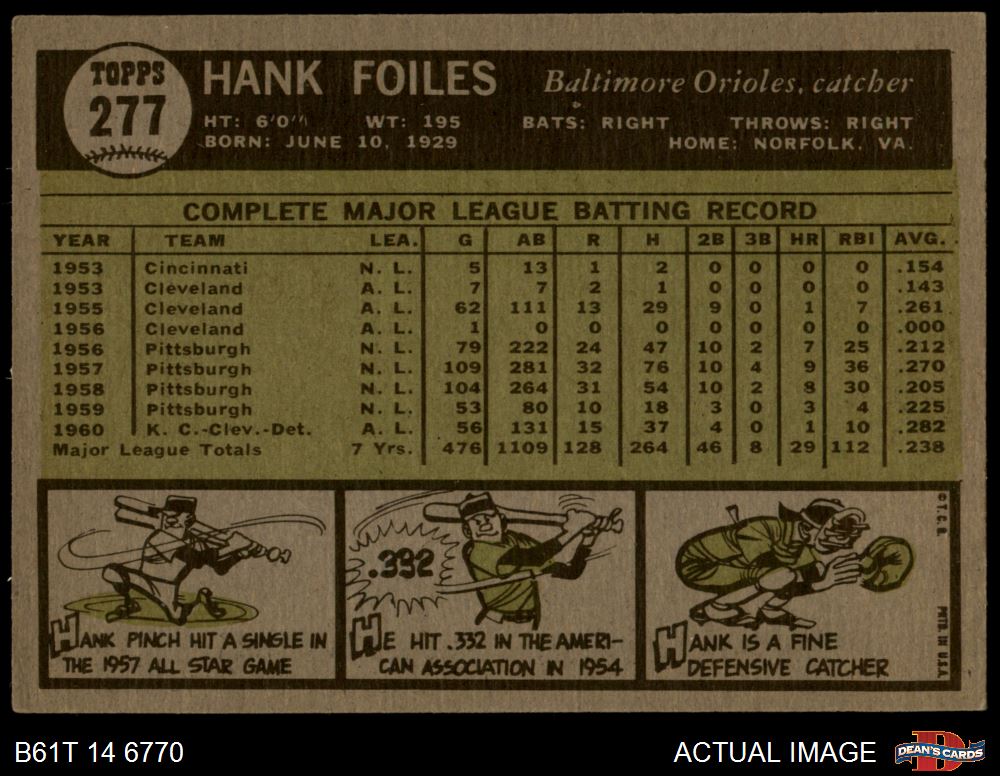 TOPPS
277
HANK FOILES Baltimore Orioles, catcher
HT: 6'0" WT: 195 BATS: RIGHT THROWS: RIGHT
BORN: JUNE 10, 1929 HOME: NORFOLK, VA.
COMPLETE MAJOR LEAGUE BATTING RECORD
YEAR TEAM LEA. G AB R H 2B 3B HR RBI AVG.
1953 Cincinnati N. L. 5 13 1 2 0 0 0 0 .154
1953 Cleveland A. L. 7 7 2 1 0 0 0 0 .143
1955 Cleveland A. L. 62 111 13 29 9 0 1 7 .261
1956 Cleveland A. L. 1 0 0 0 0 0 0 0 .000
1956 Pittsburgh N. L. 79 222 24 47 10 2 7 25 .212
1957 Pittsburgh N. L. 109 281 32 76 10 4 9 36 .270
1958 Pittsburgh N. L. 104 264 31 54 10 2 8 30 .205
1959 Pittsburgh N. L. 53 80 10 18 3 0 3 4 .225
1960 K. C.-Clev.-Det. A. L. 56 131 15 37 4 0 1 10 .282
Major League Totals 7 Yrs. 476 1109 128 264 46 8 29 112 .238
HANK PINCH HIT A SINGLE IN
THE 1957 ALL STAR GAME
.332
HE HIT .332 IN THE AMERI-
CAN ASSOCIATION IN 1954
HANK IS A FINE
DEFENSIVE CATCHER
© T. C. G.
PRTD. IN U.S.A.
B61T 14 6770
ACTUAL IMAGE
DEAN'S CARDS